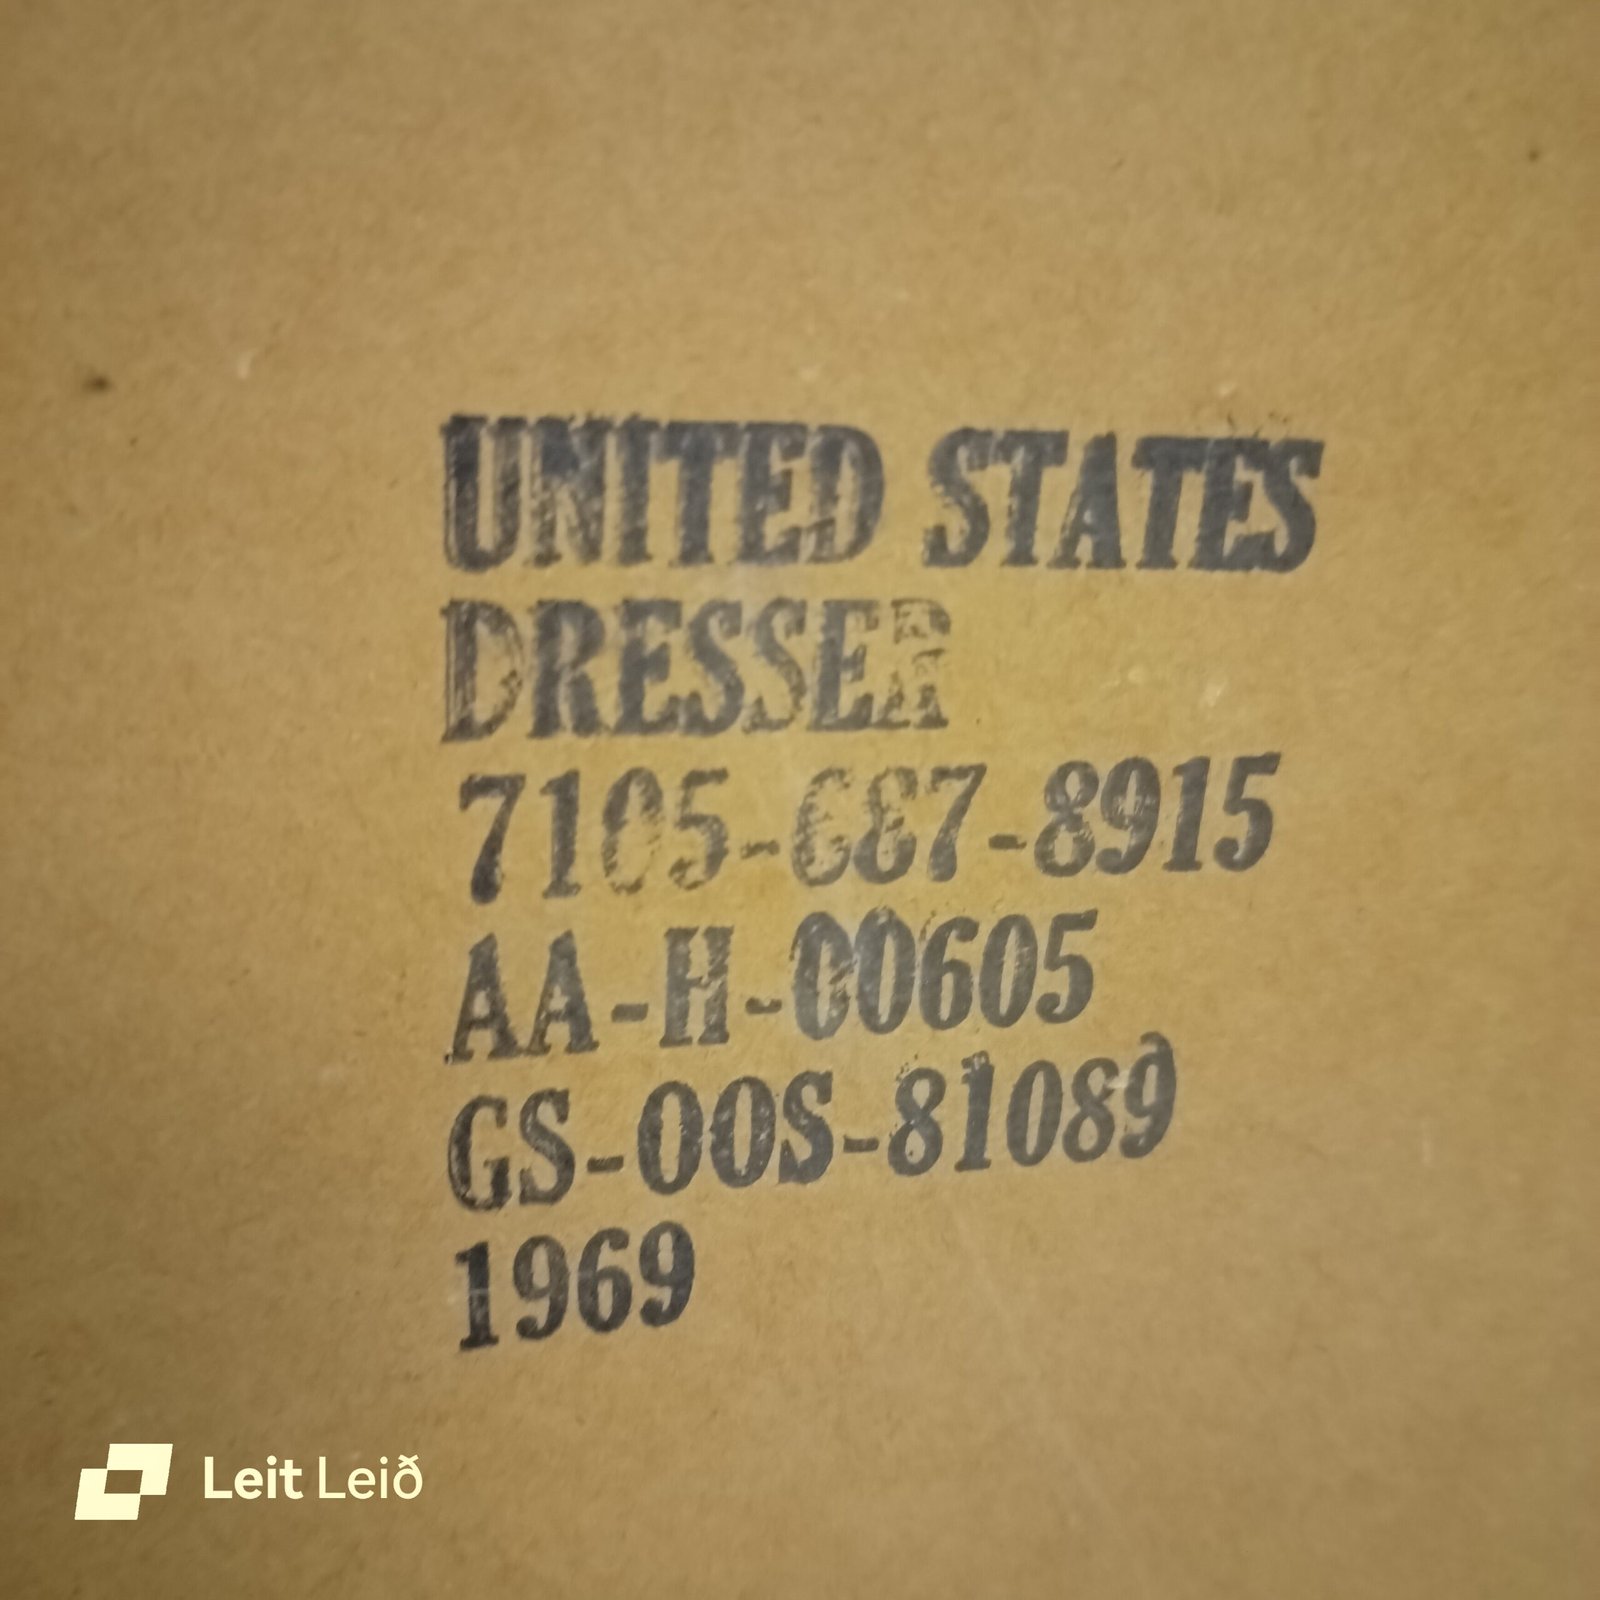 UNITED STATES
DRESSER
7105-687-8915
AA-H-00605
GS-00S-81089
1969
Leit Leið